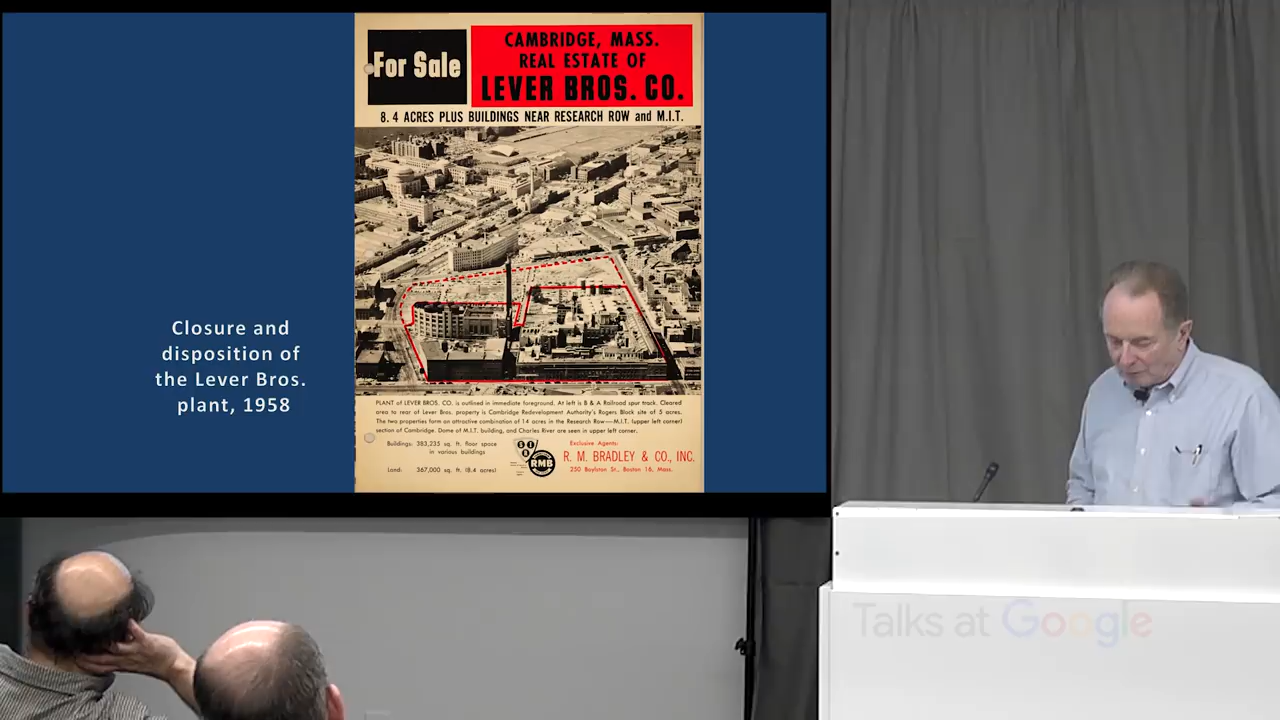 For Sale
CAMBRIDGE, MASS.
REAL ESTATE OF
LEVER BROS. CO.
8.4 ACRES PLUS BUILDINGS NEAR RESEARCH ROW and M.I.T.
Closure and
disposition of
the Lever Bros.
plant, 1958
PLANT of LEVER BROS. CO. is outlined in immediate foreground. At left is B & A Railroad spur track. Cleared
area to rear of Lever Bros. property is Cambridge Redevelopment Authority's Rogers Block site of 5 acres.
The two properties form an attractive combination of 14 acres in the Research Row—M.I.T. (upper left corner)
section of Cambridge. Dome of M.I.T. building, and Charles River are seen in upper left corner.
Buildings: 383,235 sq. ft. floor space
in various buildings
Land: 367,000 sq. ft. (8.4 acres)
RMB
Exclusive Agents:
R. M. BRADLEY & CO., INC.
250 Boylston St., Boston 16, Mass.
Talks at Google